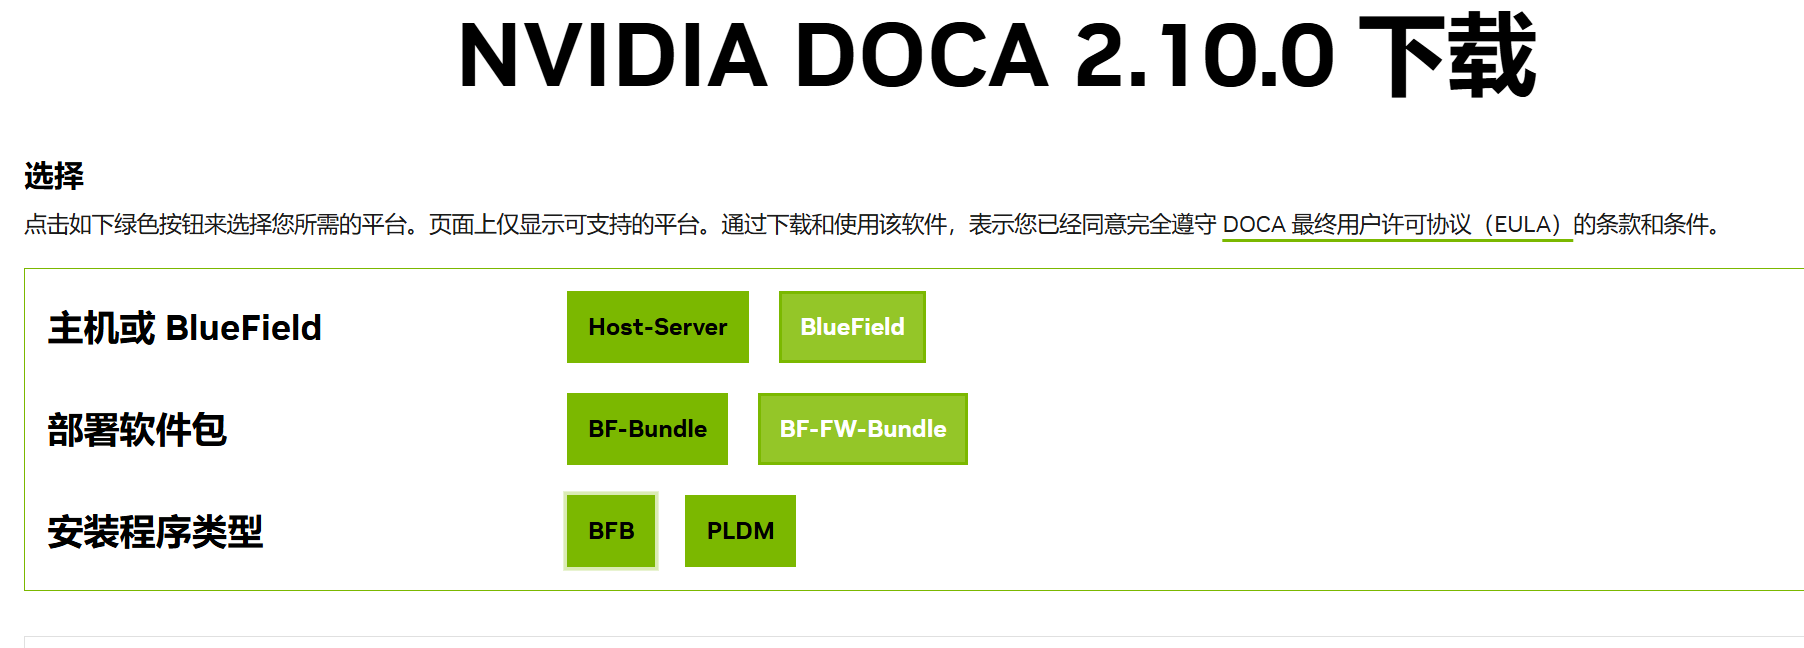 NVIDIA DOCA 2.10.0 下载
选择
点击如下绿色按钮来选择您所需的平台。页面上仅显示可支持的平台。通过下载和使用该软件，表示您已经同意完全遵守 DOCA 最终用户许可协议（EULA）的条款和条件。
主机或 BlueField Host-Server BlueField
部署软件包 BF-Bundle BF-FW-Bundle
安装程序类型 BFB PLDM